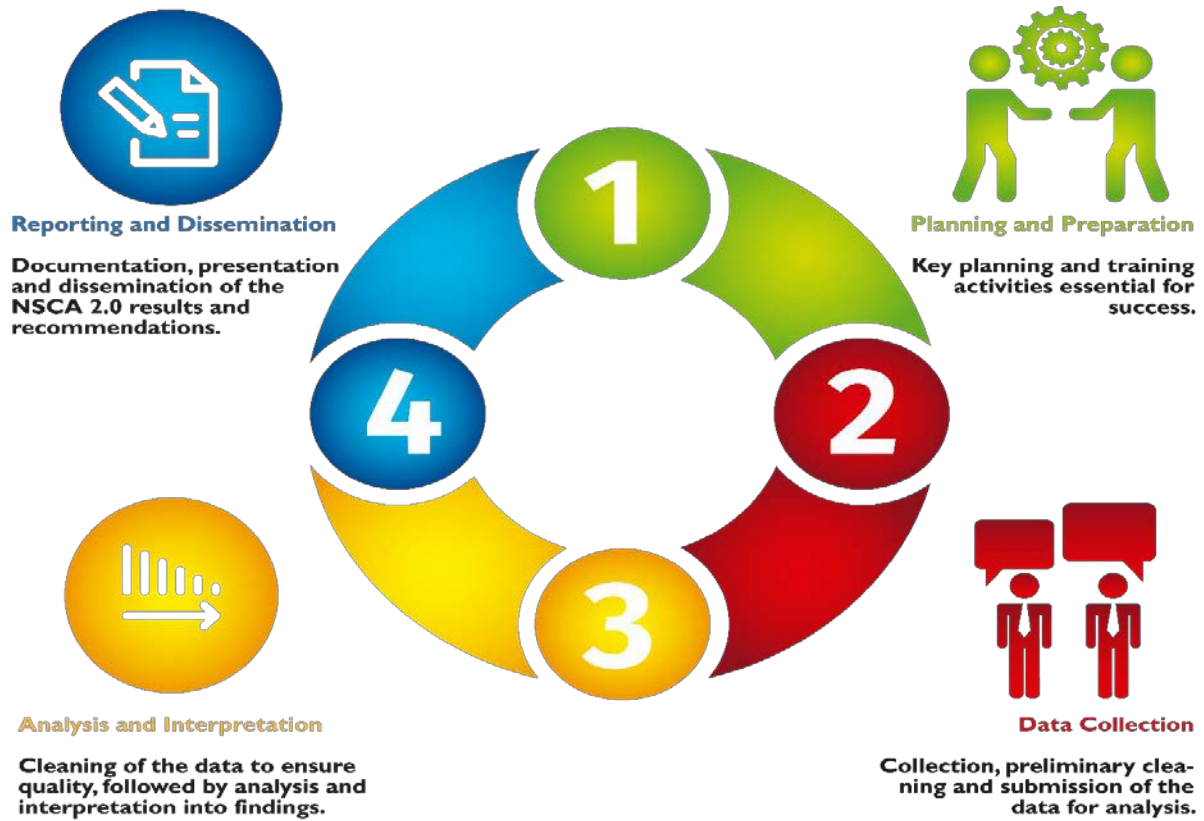 1
Planning and Preparation
Key planning and training
activities essential for
success.
2
Data Collection
Collection, preliminary clea-
ning and submission of the
data for analysis.
3
Analysis and Interpretation
Cleaning of the data to ensure
quality, followed by analysis and
interpretation into findings.
4
Reporting and Dissemination
Documentation, presentation
and dissemination of the
NSCA 2.0 results and
recommendations.